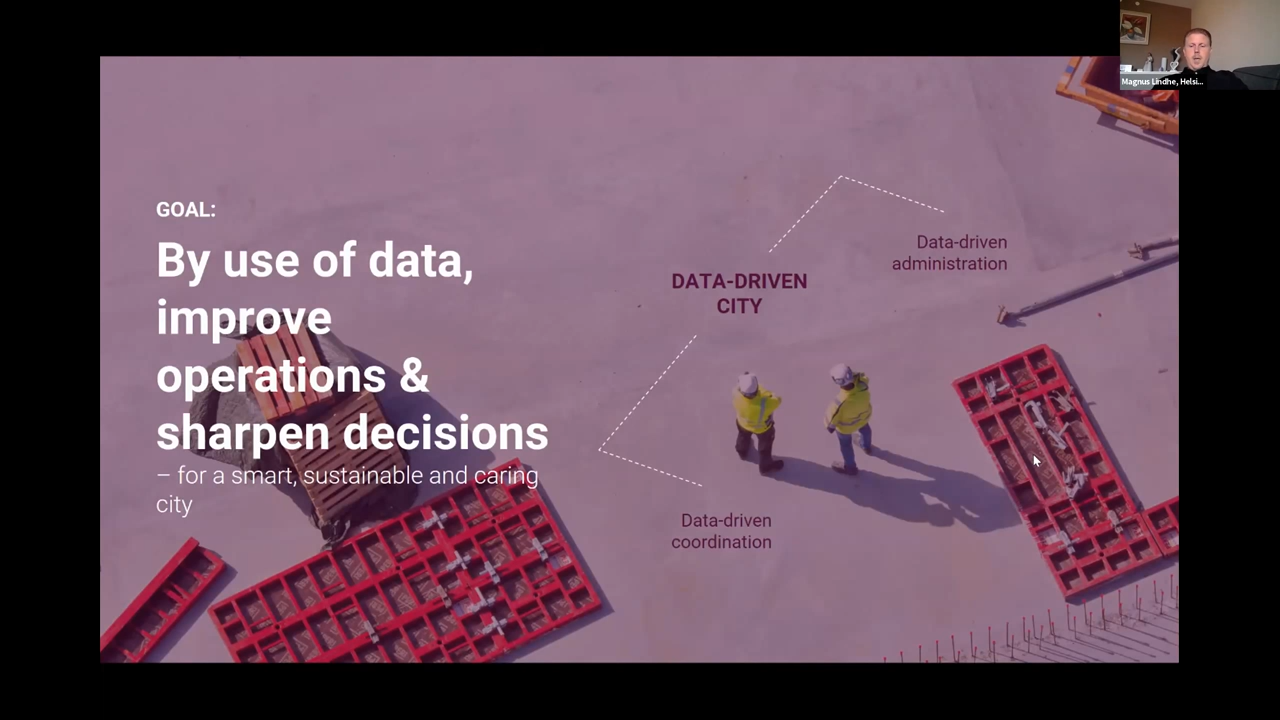 GOAL:
By use of data,
improve
operations &
sharpen decisions
– for a smart, sustainable and caring
city
DATA-DRIVEN
CITY
Data-driven
administration
Data-driven
coordination
Magnus Lindhe, Helsi...